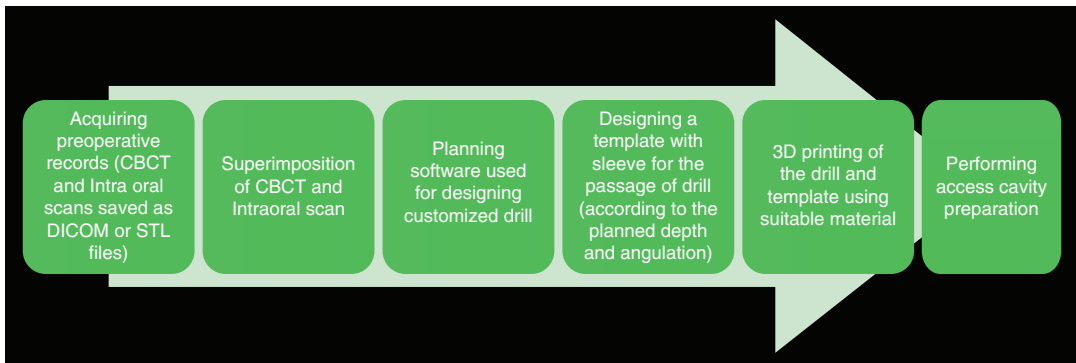 Acquiring
preoperative
records (CBCT
and Intra oral
scans saved as
DICOM or STL
files)
Superimposition
of CBCT and
Intraoral scan
Planning
software used
for designing
customized drill
Designing a
template with
sleeve for the
passage of drill
(according to the
planned depth
and angulation)
3D printing of
the drill and
template using
suitable material
Performing
access cavity
preparation